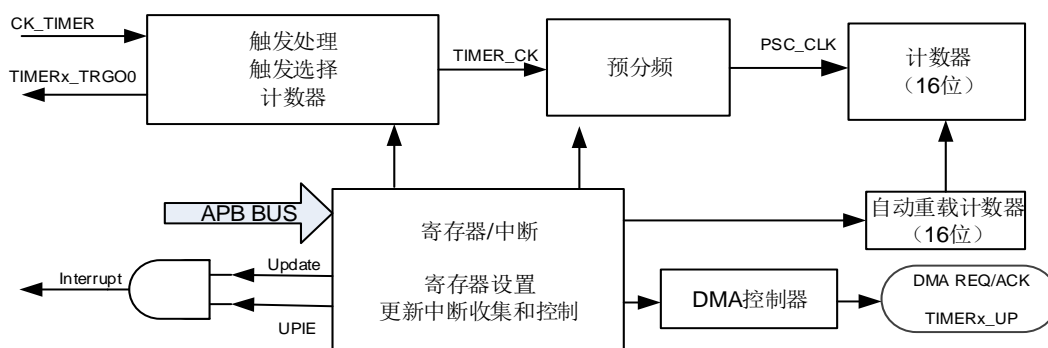 CK_TIMER
TIMERx_TRGO0
触发处理
触发选择
计数器
TIMER_CK
预分频
PSC_CLK
计数器
（16位）
APB BUS
寄存器/中断
寄存器设置
更新中断收集和控制
自动重载计数器
（16位）
Interrupt
Update
UPIE
DMA控制器
DMA REQ/ACK
TIMERx_UP